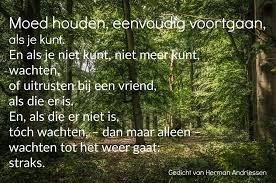 Moed houden, eenvoudig voortgaan,
als je kunt.
En als je niet kunt, niet meer kunt,
wachten,
of uitrusten bij een vriend,
als die er is.
En, als die er niet is,
tóch wachten, – dan maar alleen
wachten tot het weer gaat:
straks.
Gedicht van Herman Andriessen